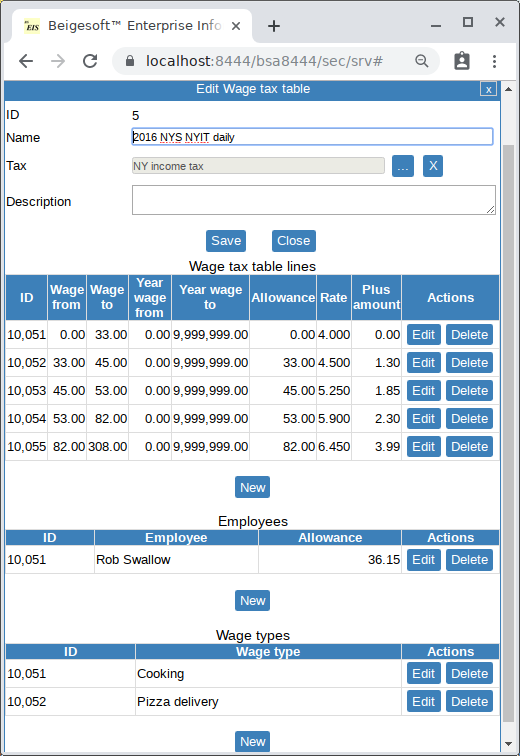 EIS Beigesoft™ Enterprise Info
localhost:8444/bsa8444/sec/srv#
Edit Wage tax table x
ID 5
Name 2016 NYS NYIT daily
Tax NY income tax ... X
Description
Save Close
Wage tax table lines
ID Wage from Wage to Year wage from Year wage to Allowance Rate Plus amount Actions
10,051 0.00 33.00 0.00 9,999,999.00 0.00 4.000 0.00 Edit Delete
10,052 33.00 45.00 0.00 9,999,999.00 33.00 4.500 1.30 Edit Delete
10,053 45.00 53.00 0.00 9,999,999.00 45.00 5.250 1.85 Edit Delete
10,054 53.00 82.00 0.00 9,999,999.00 53.00 5.900 2.30 Edit Delete
10,055 82.00 308.00 0.00 9,999,999.00 82.00 6.450 3.99 Edit Delete
New
Employees
ID Employee Allowance Actions
10,051 Rob Swallow 36.15 Edit Delete
New
Wage types
ID Wage type Actions
10,051 Cooking Edit Delete
10,052 Pizza delivery Edit Delete
New